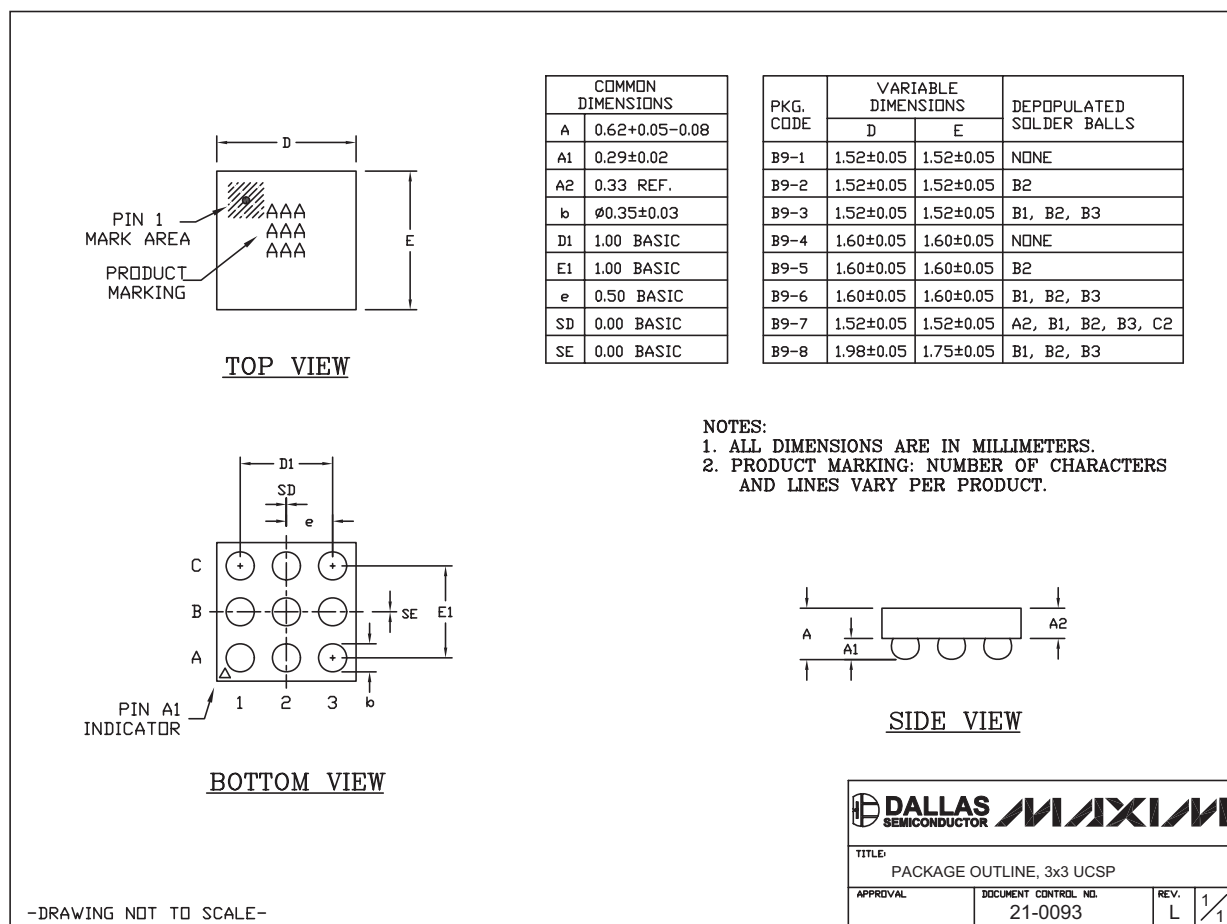 D
E
PIN 1
MARK AREA
AAA
AAA
AAA
PRODUCT
MARKING
TOP VIEW
COMMON
DIMENSIONS
A 0.62+0.05-0.08
A1 0.29±0.02
A2 0.33 REF.
b Ø0.35±0.03
D1 1.00 BASIC
E1 1.00 BASIC
e 0.50 BASIC
SD 0.00 BASIC
SE 0.00 BASIC
PKG.
CODE
VARIABLE
DIMENSIONS
D E
DEPOPULATED
SOLDER BALLS
B9-1 1.52±0.05 1.52±0.05 NONE
B9-2 1.52±0.05 1.52±0.05 B2
B9-3 1.52±0.05 1.52±0.05 B1, B2, B3
B9-4 1.60±0.05 1.60±0.05 NONE
B9-5 1.60±0.05 1.60±0.05 B2
B9-6 1.60±0.05 1.60±0.05 B1, B2, B3
B9-7 1.52±0.05 1.52±0.05 A2, B1, B2, B3, C2
B9-8 1.98±0.05 1.75±0.05 B1, B2, B3
NOTES:
1. ALL DIMENSIONS ARE IN MILLIMETERS.
2. PRODUCT MARKING: NUMBER OF CHARACTERS
AND LINES VARY PER PRODUCT.
D1
SD
e
C
B
A
SE
E1
1 2 3 b
PIN A1
INDICATOR
BOTTOM VIEW
A
A1
A2
SIDE VIEW
DALLAS
SEMICONDUCTOR
MAXIM
TITLE:
PACKAGE OUTLINE, 3x3 UCSP
APPROVAL
DOCUMENT CONTROL NO.
21-0093
REV.
L
1/1
-DRAWING NOT TO SCALE-